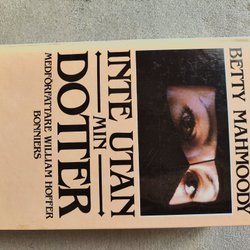 BETTY MAHMOODY
INTE UTAN
MIN
DOTTER
MEDFÖRFATTARE WILLIAM HOFFER
BONNIERS